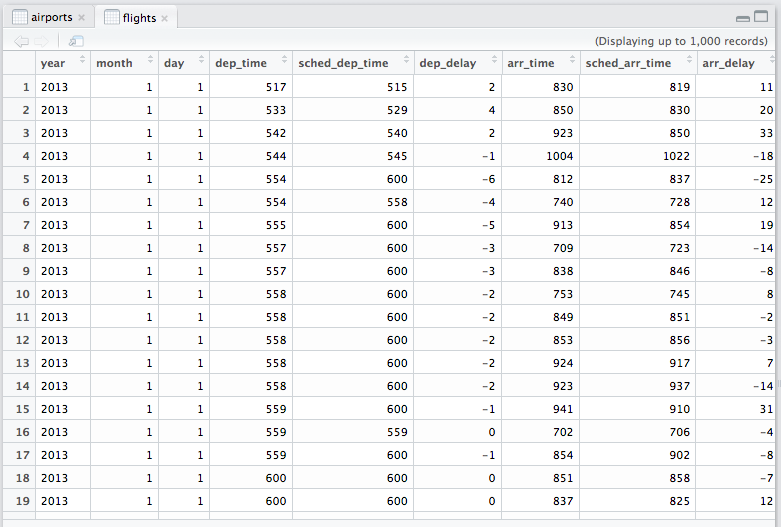 airports × flights ×
(Displaying up to 1,000 records)
year month day dep_time sched_dep_time dep_delay arr_time sched_arr_time arr_delay
1 2013 1 1 517 515 2 830 819 11
2 2013 1 1 533 529 4 850 830 20
3 2013 1 1 542 540 2 923 850 33
4 2013 1 1 544 545 −1 1004 1022 −18
5 2013 1 1 554 600 −6 812 837 −25
6 2013 1 1 554 558 −4 740 728 12
7 2013 1 1 555 600 −5 913 854 19
8 2013 1 1 557 600 −3 709 723 −14
9 2013 1 1 557 600 −3 838 846 −8
10 2013 1 1 558 600 −2 753 745 8
11 2013 1 1 558 600 −2 849 851 −2
12 2013 1 1 558 600 −2 853 856 −3
13 2013 1 1 558 600 −2 924 917 7
14 2013 1 1 558 600 −2 923 937 −14
15 2013 1 1 559 600 −1 941 910 31
16 2013 1 1 559 559 0 702 706 −4
17 2013 1 1 559 600 −1 854 902 −8
18 2013 1 1 600 600 0 851 858 −7
19 2013 1 1 600 600 0 837 825 12